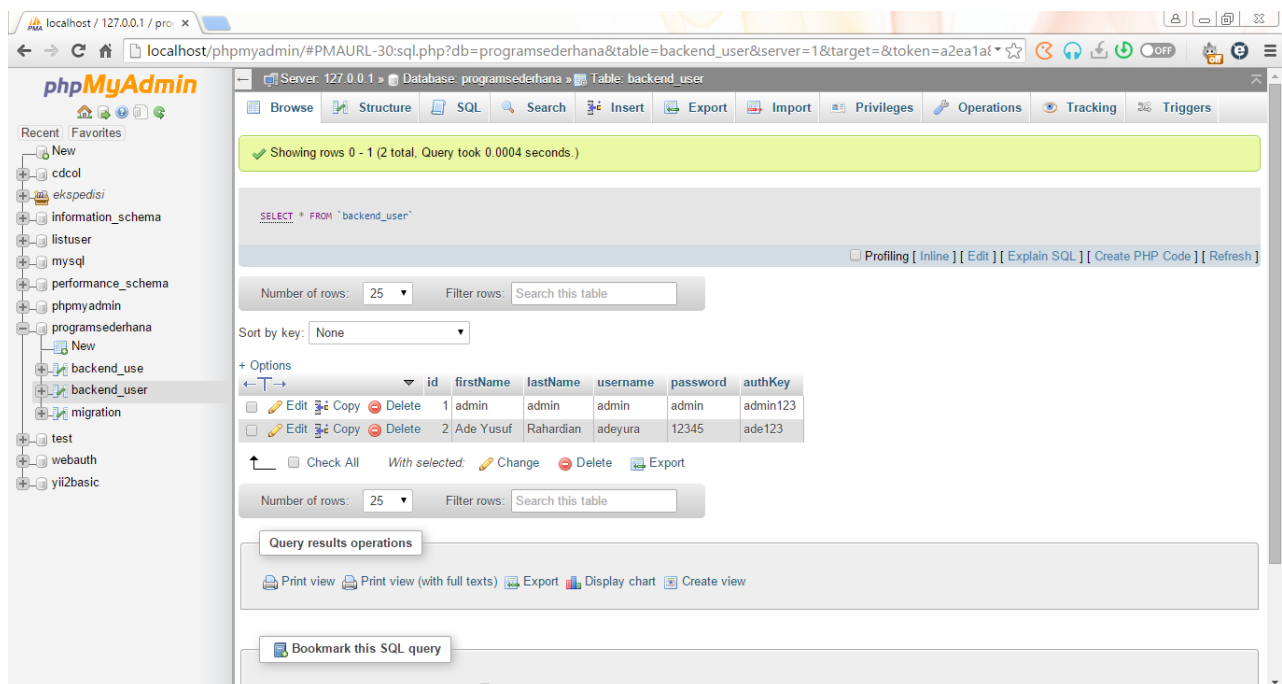 localhost / 127.0.0.1 / pro
localhost/phpmyadmin/#PMAURL-30:sql.php?db=programsederhana&table=backend_user&server=1&target=&token=a2ea1a8
OFF
off
phpMyAdmin
Recent Favorites
New
cdcol
ekspedisi
information_schema
listuser
mysql
performance_schema
phpmyadmin
programsederhana
New
backend_use
backend_user
migration
test
webauth
yii2basic
Server: 127.0.0.1 » Database: programsederhana » Table: backend_user
Browse Structure SQL Search Insert Export Import Privileges Operations Tracking Triggers
Showing rows 0 - 1 (2 total, Query took 0.0004 seconds.)
SELECT * FROM `backend_user`
Profiling [ Inline ] [ Edit ] [ Explain SQL ] [ Create PHP Code ] [ Refresh ]
Number of rows: 25 Filter rows: Search this table
Sort by key: None
+ Options
←T→ id firstName lastName username password authKey
Edit Copy Delete 1 admin admin admin admin admin123
Edit Copy Delete 2 Ade Yusuf Rahardian adeyura 12345 ade123
Check All With selected: Change Delete Export
Number of rows: 25 Filter rows: Search this table
Query results operations
Print view Print view (with full texts) Export Display chart Create view
Bookmark this SQL query